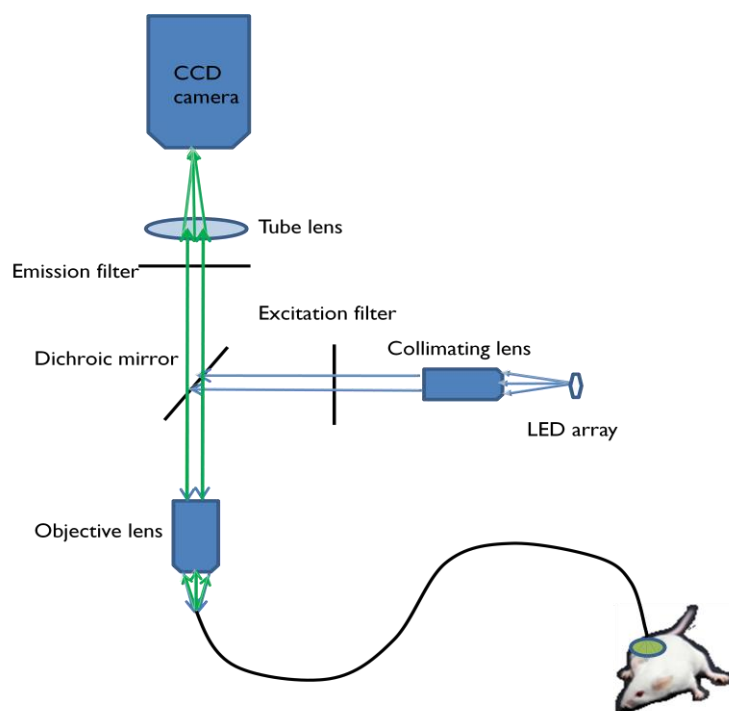 CCD
camera
Tube lens
Emission filter
Excitation filter
Dichroic mirror
Collimating lens
LED array
Objective lens